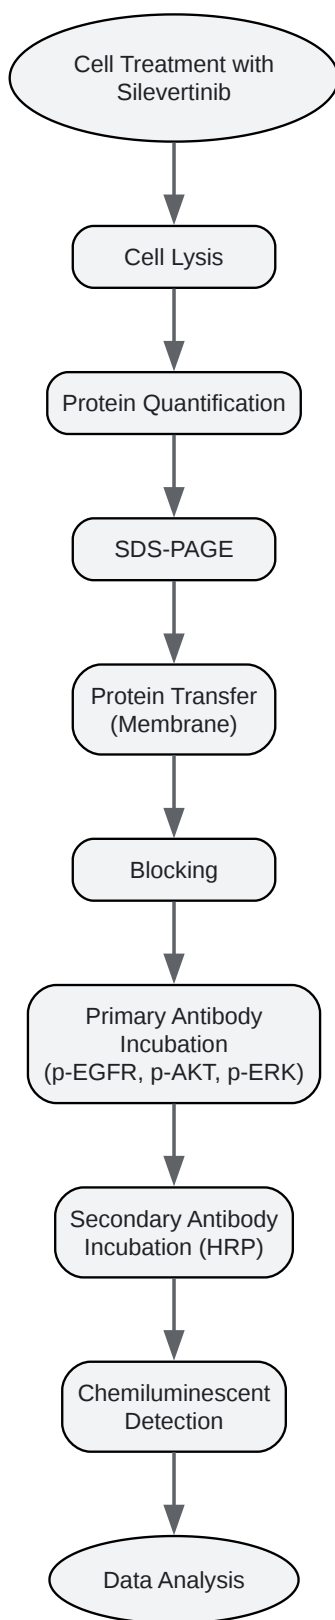 Cell Treatment with
Silevertinib
Cell Lysis
Protein Quantification
SDS-PAGE
Protein Transfer
(Membrane)
Blocking
Primary Antibody
Incubation
(p-EGFR, p-AKT, p-ERK)
Secondary Antibody
Incubation (HRP)
Chemiluminescent
Detection
Data Analysis